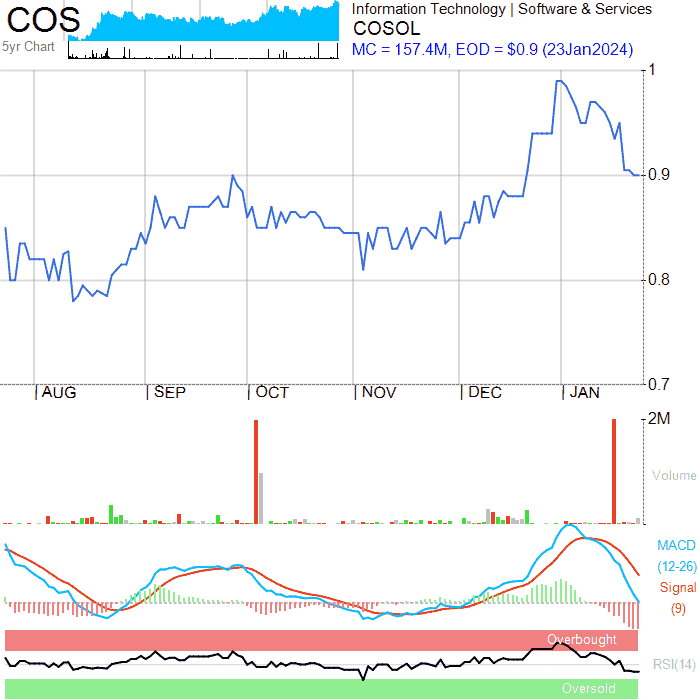 COS
5yr Chart
Information Technology | Software & Services
COSOL
MC = 157.4M, EOD = $0.9 (23Jan2024)
1
0.9
0.8
0.7
AUG SEP OCT NOV DEC JAN
2M
Volume
MACD
(12-26)
Signal
(9)
Overbought
RSI(14)
Oversold